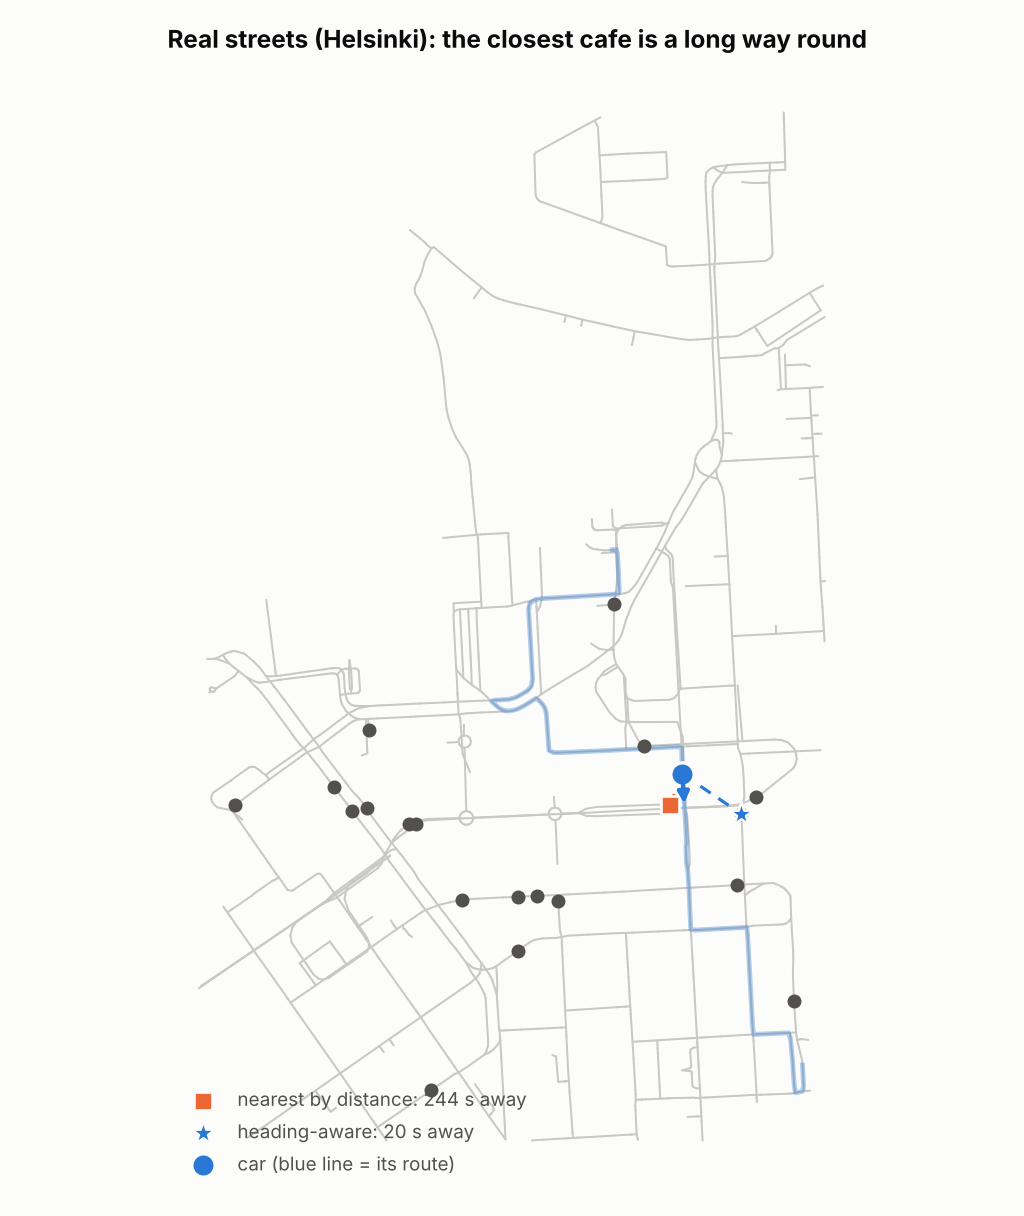 Real streets (Helsinki): the closest cafe is a long way round
nearest by distance: 244 s away
heading-aware: 20 s away
car (blue line = its route)